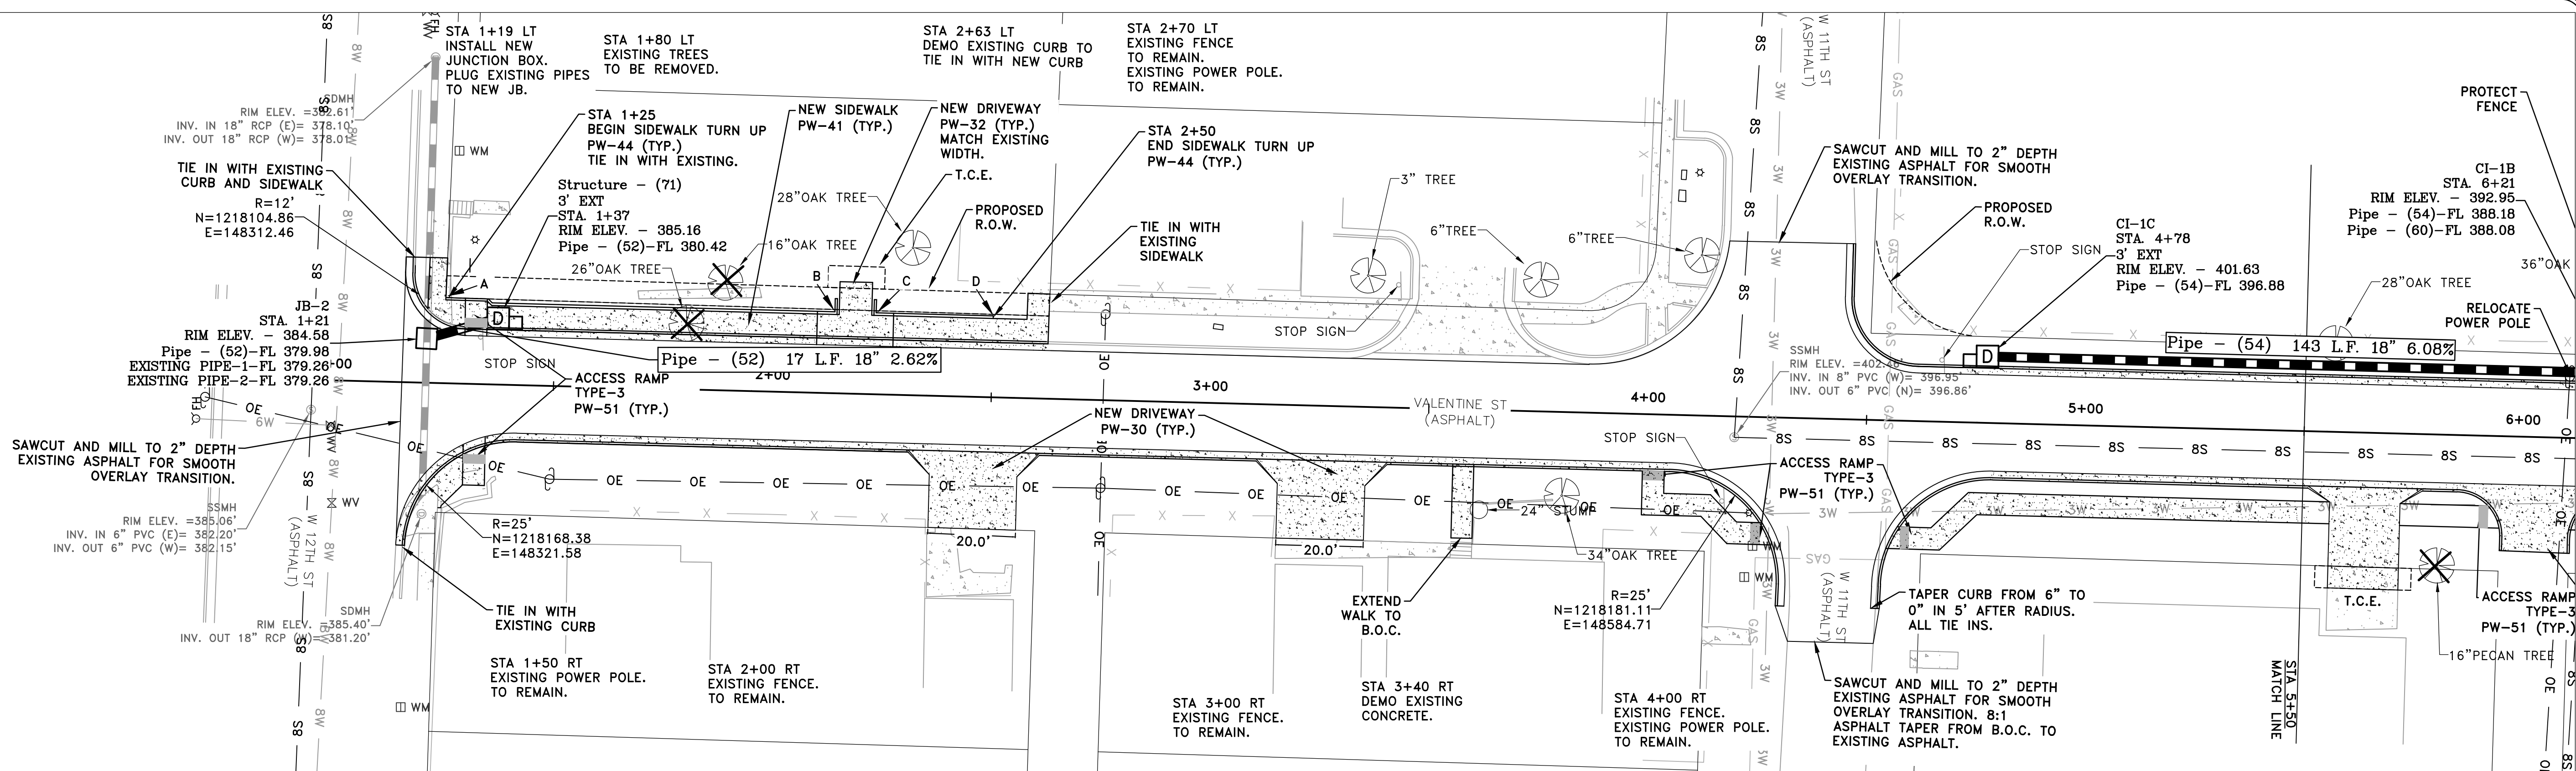 STA 1+19 LT
INSTALL NEW
JUNCTION BOX.
PLUG EXISTING PIPES
TO NEW JB.
STA 1+80 LT
EXISTING TREES
TO BE REMOVED.
STA 2+63 LT
DEMO EXISTING CURB TO
TIE IN WITH NEW CURB
STA 2+70 LT
EXISTING FENCE
TO REMAIN.
EXISTING POWER POLE.
TO REMAIN.
W 11TH ST
(ASPHALT)
PROTECT
FENCE
SDMH
RIM ELEV. =382.61'
INV. IN 18" RCP (E)= 378.10'
INV. OUT 18" RCP (W)= 378.01'
TIE IN WITH EXISTING
CURB AND SIDEWALK
R=12'
N=1218104.86
E=148312.46
WM
STA 1+25
BEGIN SIDEWALK TURN UP
PW-44 (TYP.)
TIE IN WITH EXISTING.
Structure - (71)
3' EXT
STA. 1+37
RIM ELEV. - 385.16
Pipe - (52)-FL 380.42
NEW SIDEWALK
PW-41 (TYP.)
NEW DRIVEWAY
PW-32 (TYP.)
MATCH EXISTING
WIDTH.
T.C.E.
STA 2+50
END SIDEWALK TURN UP
PW-44 (TYP.)
28"OAK TREE
16"OAK TREE
26"OAK TREE
PROPOSED
R.O.W.
TIE IN WITH
EXISTING
SIDEWALK
3" TREE
6"TREE
6"TREE
STOP SIGN
SAWCUT AND MILL TO 2" DEPTH
EXISTING ASPHALT FOR SMOOTH
OVERLAY TRANSITION.
PROPOSED
R.O.W.
STOP SIGN
CI-1C
STA. 4+78
3' EXT
RIM ELEV. - 401.63
Pipe - (54)-FL 396.88
CI-1B
STA. 6+21
RIM ELEV. - 392.95
Pipe - (54)-FL 388.18
Pipe - (60)-FL 388.08
36"OAK
28"OAK TREE
RELOCATE
POWER POLE
A
B
C
D
D
D
JB-2
STA. 1+21
RIM ELEV. - 384.58
Pipe - (52)-FL 379.98
EXISTING PIPE-1-FL 379.26
EXISTING PIPE-2-FL 379.26
STOP SIGN
Pipe - (52) 17 L.F. 18" 2.62%
Pipe - (54) 143 L.F. 18" 6.08%
SSMH
RIM ELEV. =402.46'
INV. IN 8" PVC (W)= 396.95'
INV. OUT 6" PVC (N)= 396.86'
+00
2+00
3+00
4+00
5+00
6+00
VALENTINE ST
(ASPHALT)
ACCESS RAMP
TYPE-3
PW-51 (TYP.)
NEW DRIVEWAY
PW-30 (TYP.)
STOP SIGN
ACCESS RAMP
TYPE-3
PW-51 (TYP.)
FH
6W
WV
WV
SAWCUT AND MILL TO 2" DEPTH
EXISTING ASPHALT FOR SMOOTH
OVERLAY TRANSITION.
SSMH
RIM ELEV. =385.06'
INV. IN 6" PVC (E)= 382.20'
INV. OUT 6" PVC (W)= 382.15'
W 12TH ST
(ASPHALT)
R=25'
N=1218168.38
E=148321.58
20.0'
20.0'
24" STUMP
34"OAK TREE
WM
WM
TIE IN WITH
EXISTING CURB
SDMH
RIM ELEV. =385.40'
INV. OUT 18" RCP (W)= 381.20'
EXTEND
WALK TO
B.O.C.
R=25'
N=1218181.11
E=148584.71
W 11TH ST
(ASPHALT)
TAPER CURB FROM 6" TO
0" IN 5' AFTER RADIUS.
ALL TIE INS.
T.C.E.
ACCESS RAMP
TYPE-3
PW-51 (TYP.)
16"PECAN TREE
WM
STA 1+50 RT
EXISTING POWER POLE.
TO REMAIN.
STA 2+00 RT
EXISTING FENCE.
TO REMAIN.
STA 3+00 RT
EXISTING FENCE.
TO REMAIN.
STA 3+40 RT
DEMO EXISTING
CONCRETE.
STA 4+00 RT
EXISTING FENCE.
EXISTING POWER POLE.
TO REMAIN.
SAWCUT AND MILL TO 2" DEPTH
EXISTING ASPHALT FOR SMOOTH
OVERLAY TRANSITION. 8:1
ASPHALT TAPER FROM B.O.C. TO
EXISTING ASPHALT.
STA 5+50
MATCH LINE
8S
8W
3W
GAS
OE